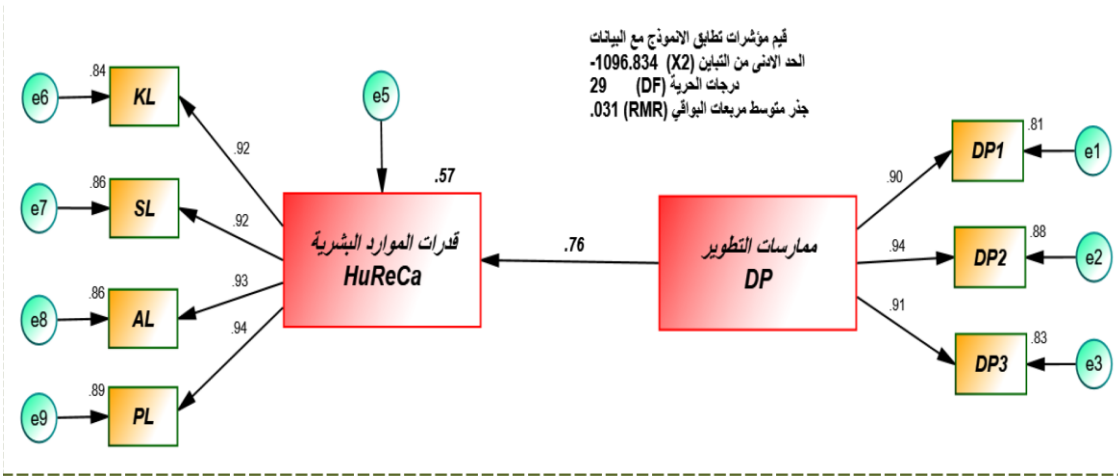 قيم مؤشرات تطابق الانموذج مع البيانات
الحد الادنى من التباين (X2) 1096.834-
درجات الحرية (DF) 29
جذر متوسط مربعات البواقي (RMR) .031
e6
.84
KL
.92
e7
.86
SL
.92
e8
.86
AL
.93
e9
.89
PL
.94
e5
.57
قدرات الموارد البشرية
HuReCa
.76
ممارسات التطوير
DP
.90
.81
DP1
e1
.94
.88
DP2
e2
.91
.83
DP3
e3